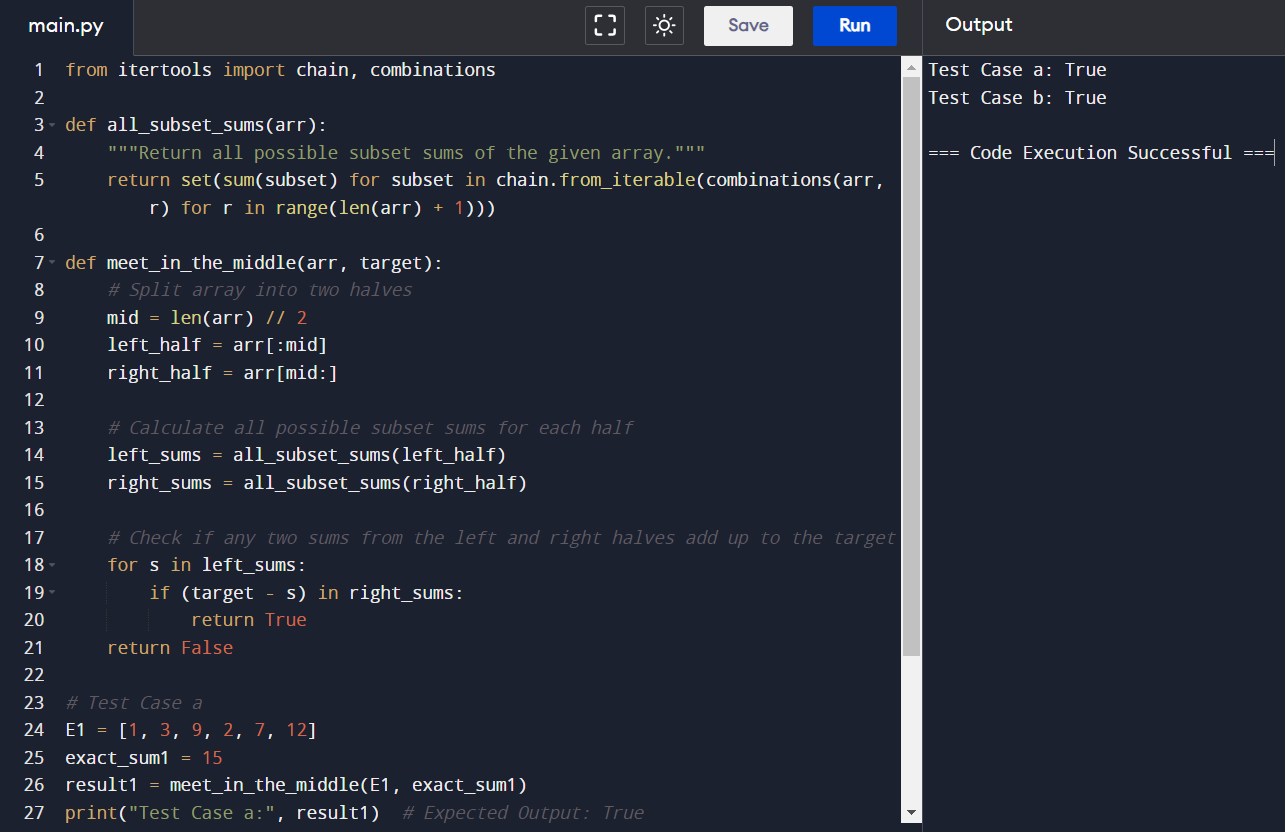 main.py
Save
Run
Output
1 from itertools import chain, combinations
2
3 def all_subset_sums(arr):
4     """Return all possible subset sums of the given array."""
5     return set(sum(subset) for subset in chain.from_iterable(combinations(arr,
        r) for r in range(len(arr) + 1)))
6
7 def meet_in_the_middle(arr, target):
8     # Split array into two halves
9     mid = len(arr) // 2
10     left_half = arr[:mid]
11     right_half = arr[mid:]
12
13     # Calculate all possible subset sums for each half
14     left_sums = all_subset_sums(left_half)
15     right_sums = all_subset_sums(right_half)
16
17     # Check if any two sums from the left and right halves add up to the target
18     for s in left_sums:
19         if (target - s) in right_sums:
20             return True
21     return False
22
23 # Test Case a
24 E1 = [1, 3, 9, 2, 7, 12]
25 exact_sum1 = 15
26 result1 = meet_in_the_middle(E1, exact_sum1)
27 print("Test Case a:", result1)  # Expected Output: True
Test Case a: True
Test Case b: True
=== Code Execution Successful ===